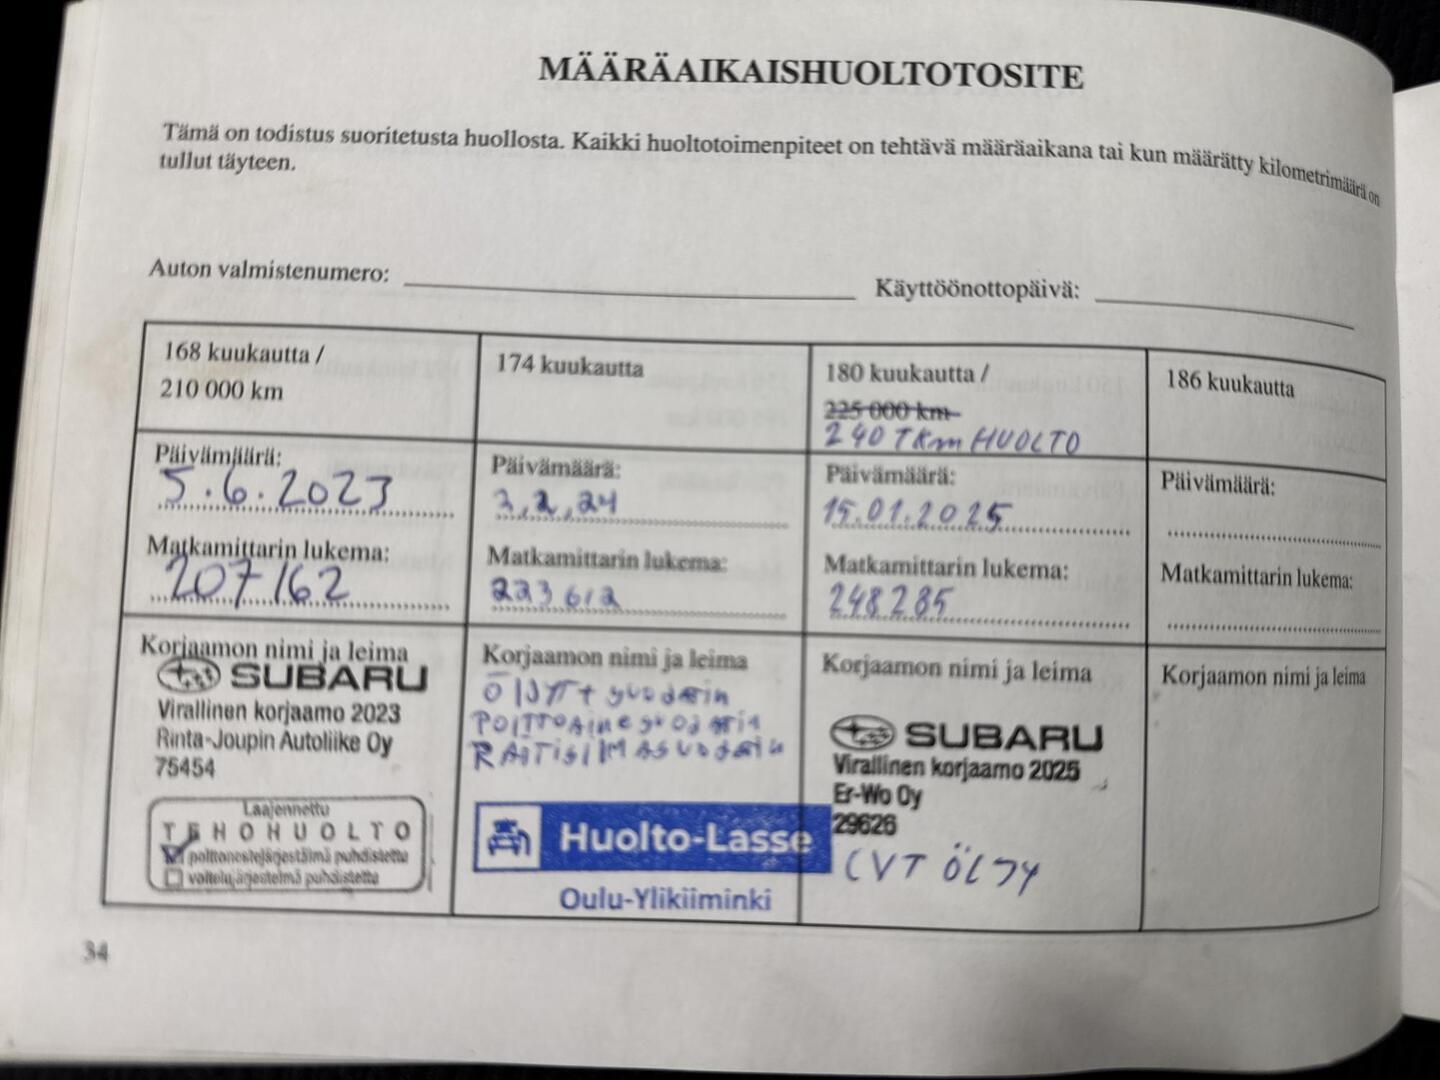 MÄÄRÄAIKAISHUOLTOTOSITE
Tämä on todistus suoritetusta huollosta. Kaikki huoltotoimenpiteet on tehtävä määräaikana tai kun määrätty kilometrimäärä on
tullut täyteen.
Auton valmistenumero:
Käyttöönottopäivä:
168 kuukautta /
210 000 km
Päivämäärä:
5.6.2023
Matkamittarin lukema:
207162
Korjaamon nimi ja leima
SUBARU
Virallinen korjaamo 2023
Rinta-Joupin Autoliike Oy
75454
Laajennettu
TEHOHUOLTO
polttonestejärjestelmä puhdistettu
voitelujärjestelmä puhdistettu
174 kuukautta
Päivämäärä:
3,2,24
Matkamittarin lukema:
223612
Korjaamon nimi ja leima
ÖljyT +
Huolto-Lasse
Oulu-Ylikiiminki
180 kuukautta /
225 000 km
240 TKm HUOLTO
Päivämäärä:
15.01.2025
Matkamittarin lukema:
248285
Korjaamon nimi ja leima
SUBARU
Virallinen korjaamo 2025
Er-Wo Oy
29626
CVT ÖLJY
186 kuukautta
Päivämäärä:
Matkamittarin lukema:
Korjaamon nimi ja leima
34